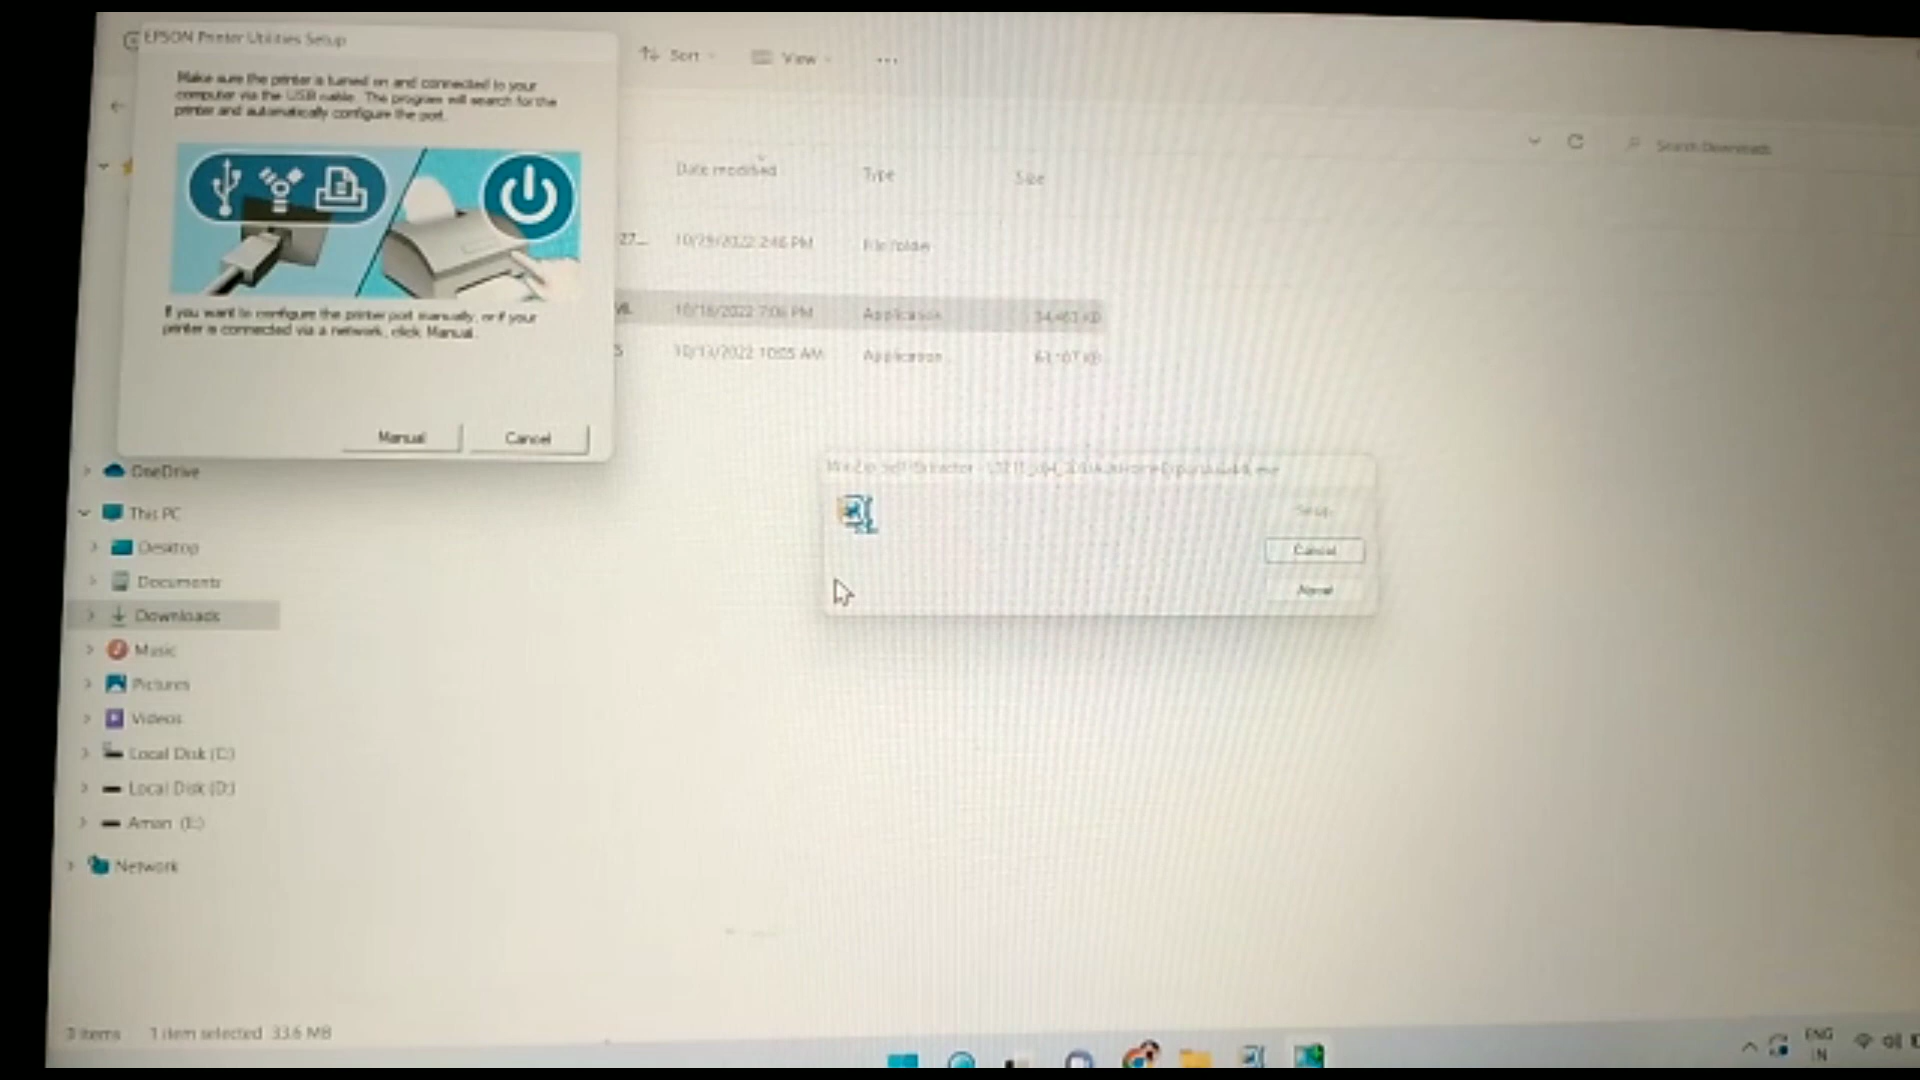 EPSON Printer Utilities Setup
Make sure the printer is turned on and connected to your
computer via the USB cable. The program will search for the
printer and automatically configure the port.
If you want to configure the printer port manually, or if your
printer is connected via a network, click Manual.
Manual
Cancel
Sort
View
...
Search Downloads
Date modified
Type
Size
27...
10/29/2022 2:46 PM
File folder
10/18/2022 7:06 PM
Application
34,463 KB
10/13/2022 10:05 AM
Application
63,107 KB
WinZip Self-Extractor
Setup
Cancel
About
OneDrive
This PC
Desktop
Documents
Downloads
Music
Pictures
Videos
Local Disk (C:)
Local Disk (D:)
Aman (E:)
Network
3 items
1 item selected 33.6 MB
ENG
IN